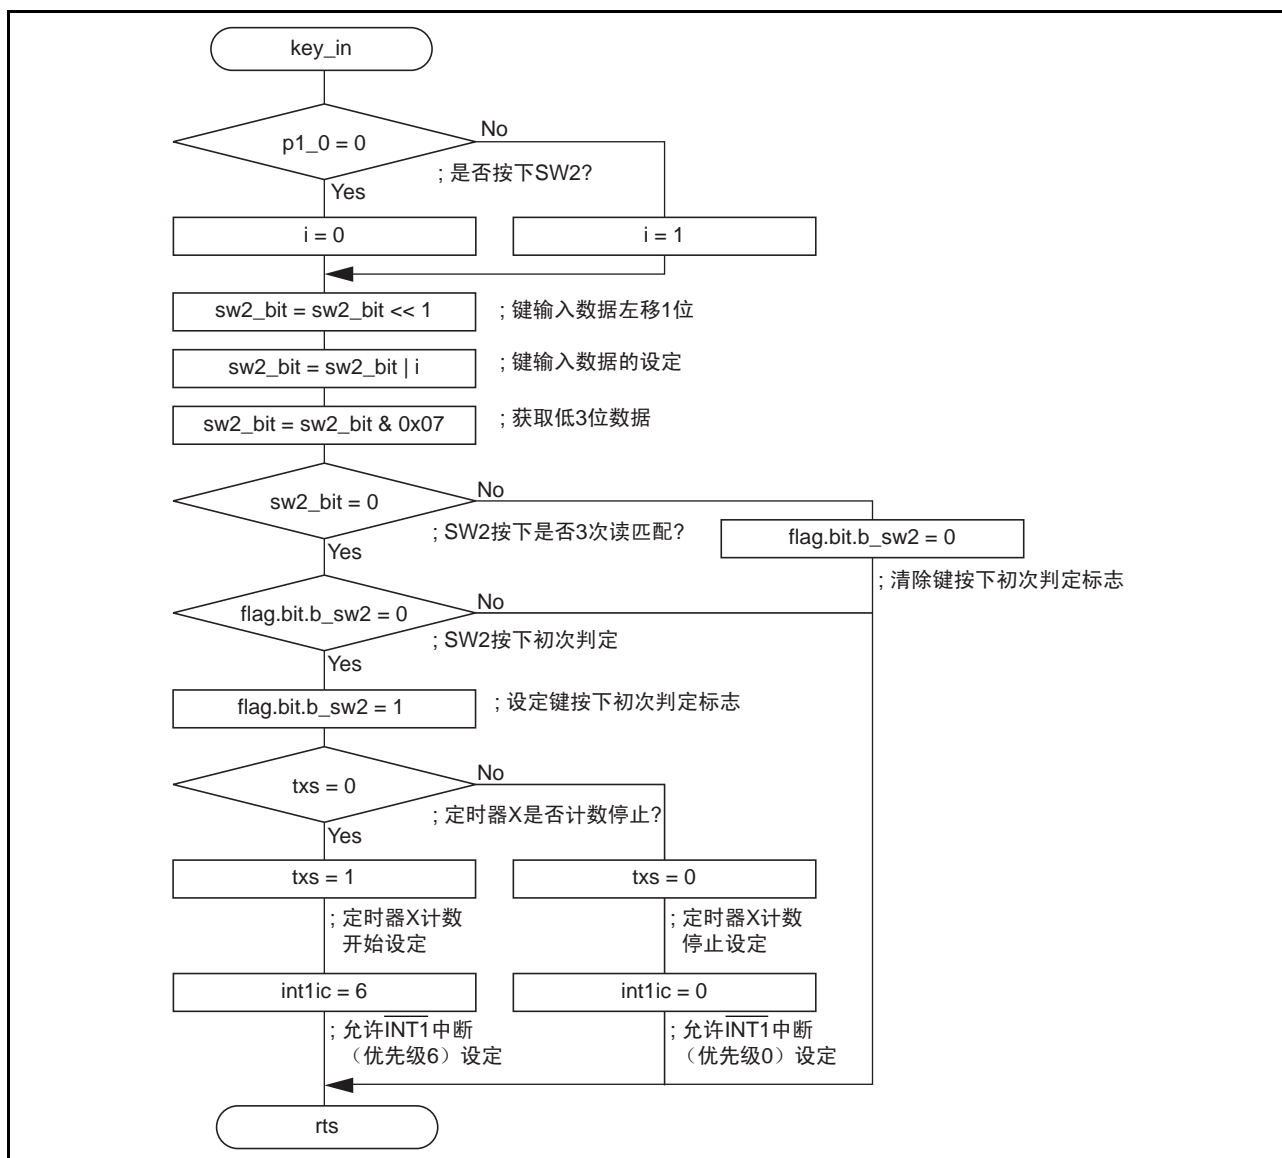 key_in
p1_0 = 0
No
; 是否按下SW2?
Yes
i = 0
i = 1
sw2_bit = sw2_bit << 1
; 键输入数据左移1位
sw2_bit = sw2_bit | i
; 键输入数据的设定
sw2_bit = sw2_bit & 0x07
; 获取低3位数据
sw2_bit = 0
No
; SW2按下是否3次读匹配?
flag.bit.b_sw2 = 0
Yes
; 清除键按下初次判定标志
flag.bit.b_sw2 = 0
No
; SW2按下初次判定
Yes
flag.bit.b_sw2 = 1
; 设定键按下初次判定标志
txs = 0
No
; 定时器X是否计数停止?
Yes
txs = 1
txs = 0
; 定时器X计数
开始设定
; 定时器X计数
停止设定
int1ic = 6
int1ic = 0
; 允许INT1中断
（优先级6）设定
; 允许INT1中断
（优先级0）设定
rts